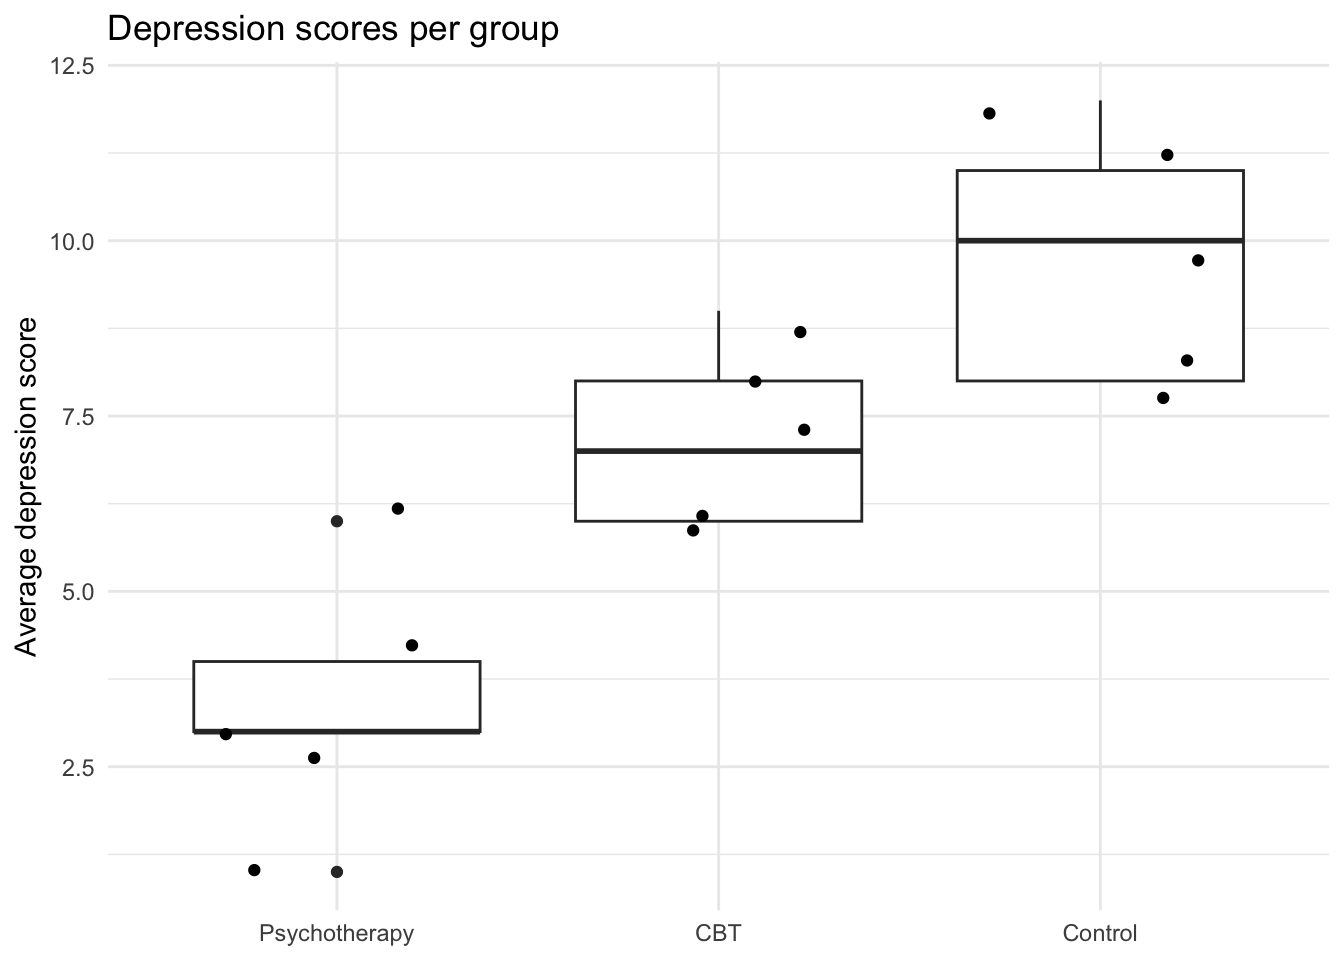 Depression scores per group
12.5
10.0
7.5
5.0
2.5
Average depression score
Psychotherapy
CBT
Control